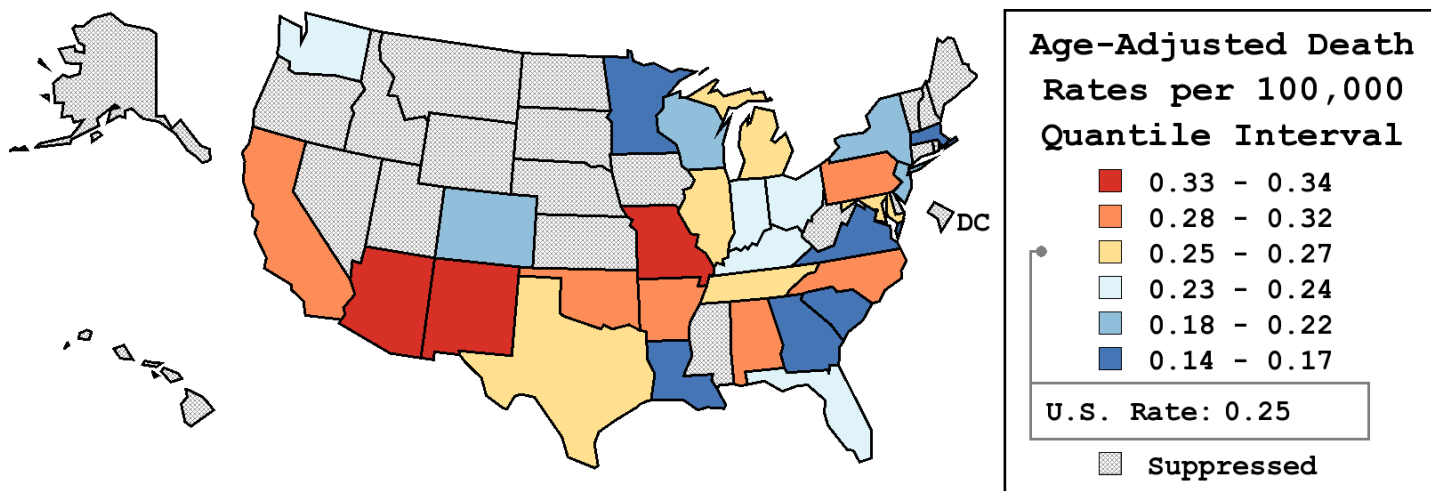 Age-Adjusted Death
Rates per 100,000
Quantile Interval
0.33 - 0.34
0.28 - 0.32
0.25 - 0.27
0.23 - 0.24
0.18 - 0.22
0.14 - 0.17
U.S. Rate: 0.25
Suppressed
DC